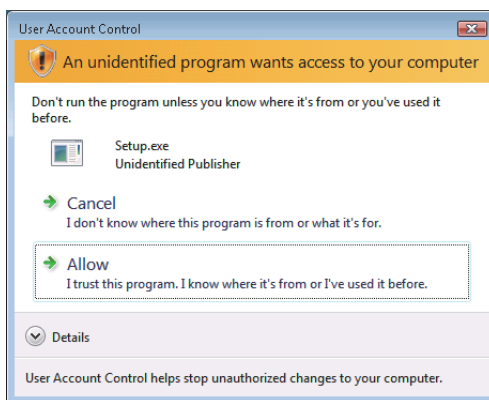 User Account Control
An unidentified program wants access to your computer
Don't run the program unless you know where it's from or you've used it
before.
Setup.exe
Unidentified Publisher
Cancel
I don't know where this program is from or what it's for.
Allow
I trust this program. I know where it's from or I've used it before.
Details
User Account Control helps stop unauthorized changes to your computer.